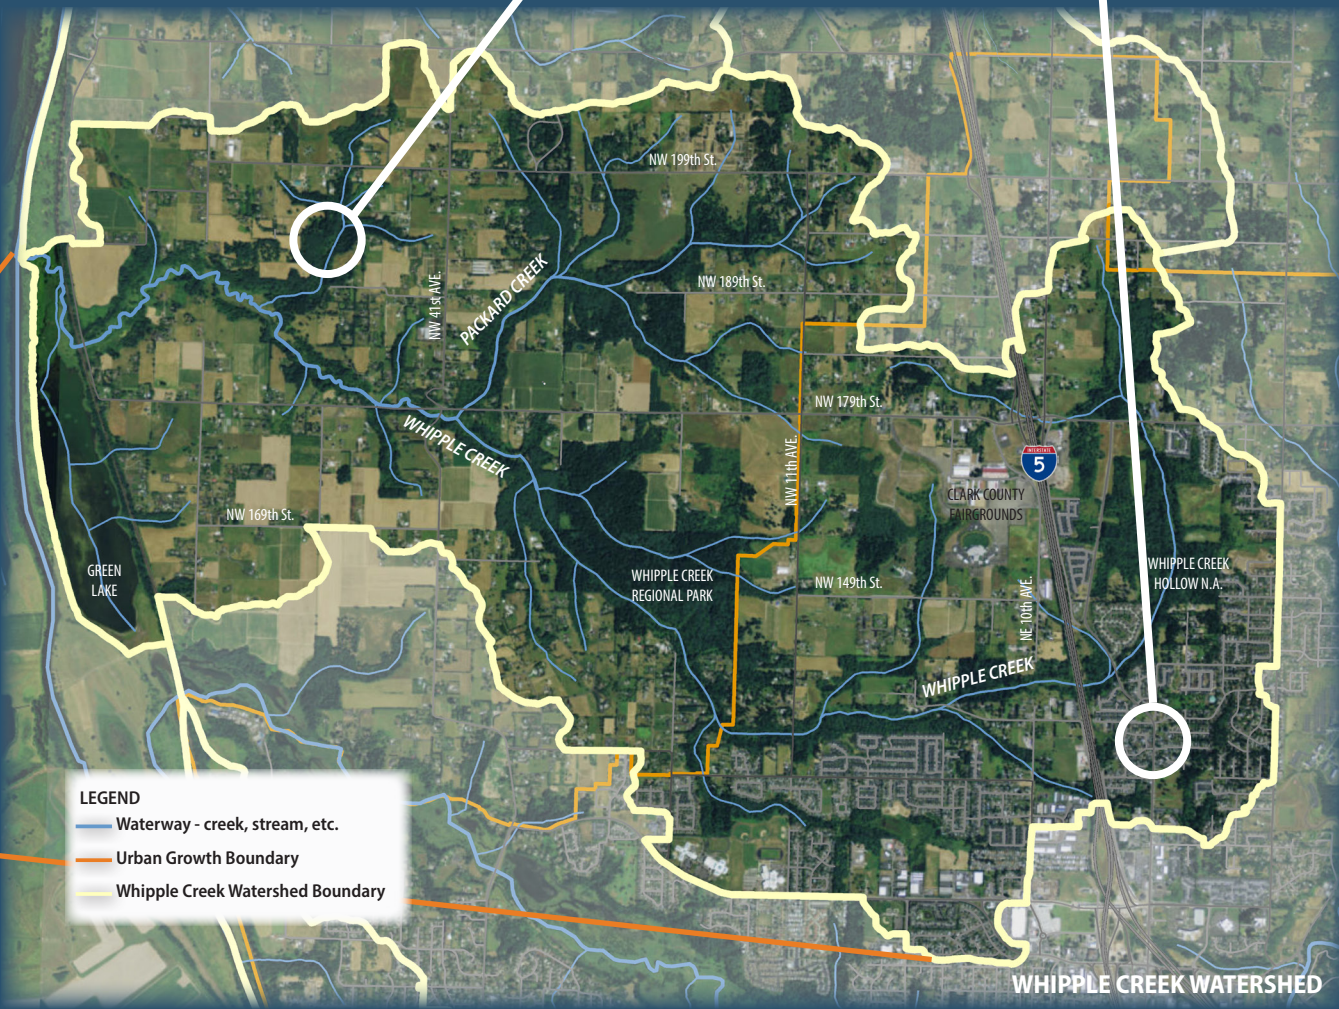 NW 199th St.
NW 189th St.
NW 41st AVE.
PACKARD CREEK
NW 179th St.
WHIPPLE CREEK
NW 11th AVE.
INTERSTATE
5
CLARK COUNTY
FAIRGROUNDS
NW 169th St.
GREEN
LAKE
WHIPPLE CREEK
REGIONAL PARK
NW 149th St.
WHIPPLE CREEK
HOLLOW N.A.
NE 10th AVE.
WHIPPLE CREEK
LEGEND
Waterway - creek, stream, etc.
Urban Growth Boundary
Whipple Creek Watershed Boundary
WHIPPLE CREEK WATERSHED